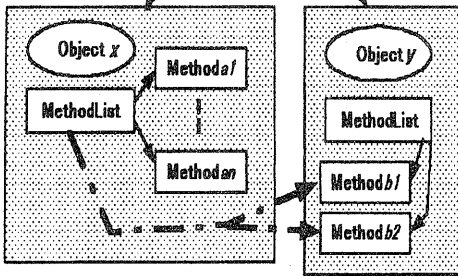 Object x
Methoda1
MethodList
Methodan
Object y
MethodList
Methodb1
Methodb2